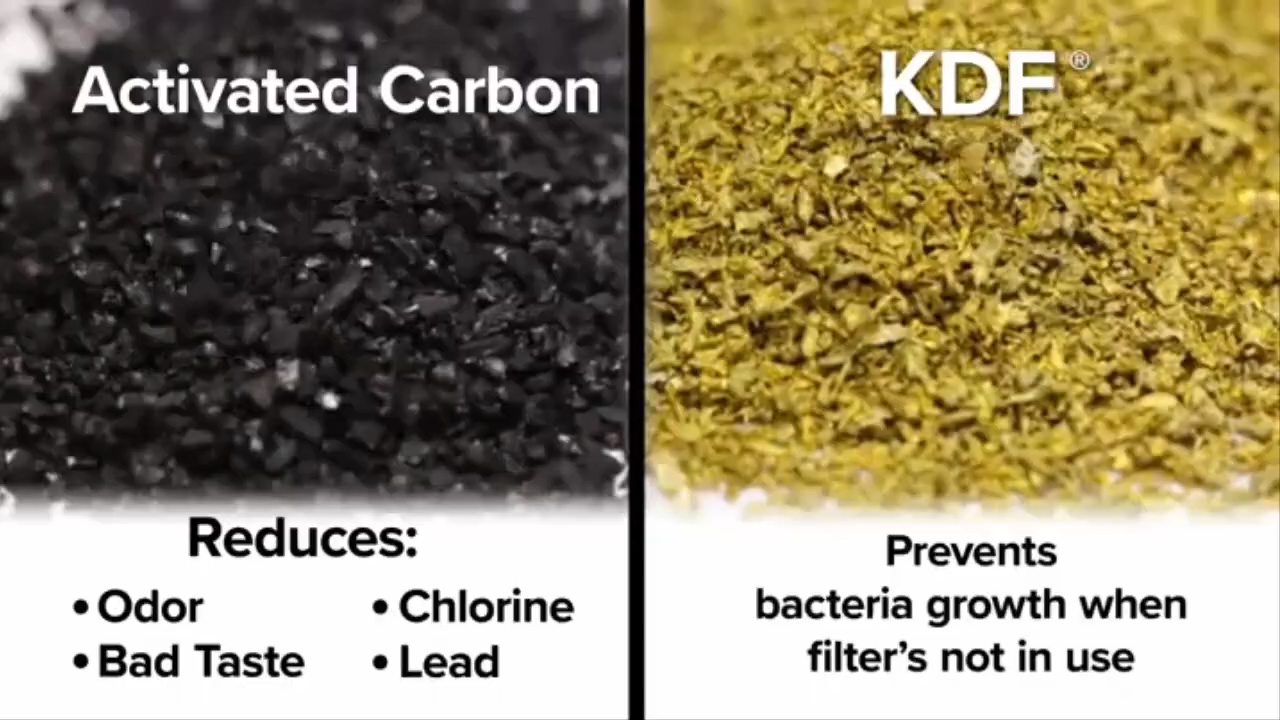 Activated Carbon
Reduces:
• Odor
• Bad Taste
• Chlorine
• Lead
KDF®
Prevents
bacteria growth when
filter's not in use